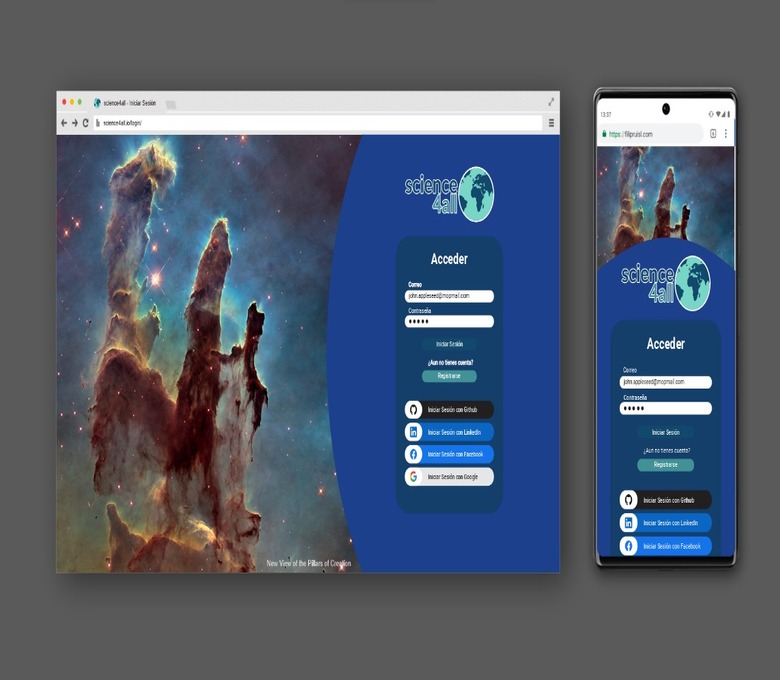 science4all - Iniciar Sesión
science4all.io/login/
science
4all
Acceder
Correo
john.appleseed@mopmail.com
Contraseña
Iniciar Sesión
¿Aun no tienes cuenta?
Registrarse
Iniciar Sesión con Github
Iniciar Sesión con LinkedIn
Iniciar Sesión con Facebook
Iniciar Sesión con Google
New View of the Pillars of Creation
13:37
https://filipruisl.com
science
4all
Acceder
Correo
john.appleseed@mopmail.com
Contraseña
Iniciar Sesión
¿Aun no tienes cuenta?
Registrarse
Iniciar Sesión con Github
Iniciar Sesión con LinkedIn
Iniciar Sesión con Facebook